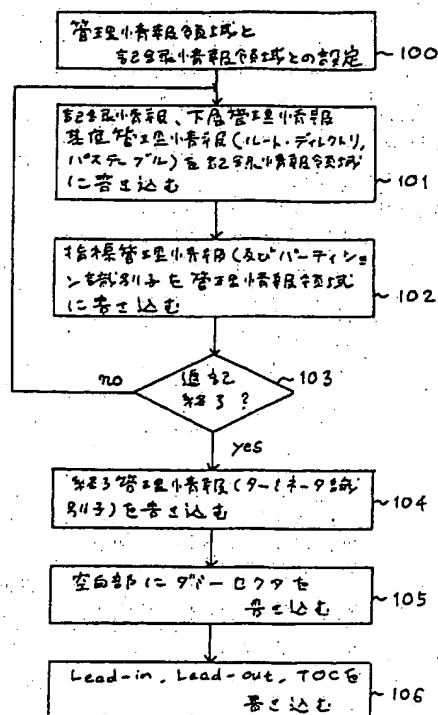 管理情報領域と
記録情報領域との設定
100
記録情報、下層管理情報
基値管理情報(ルート・ディレクトリ,
パステーブル)を記録情報領域
に書き込む
101
指標管理情報(及びパーティショ
ン識別子を管理情報領域
に書き込む
102
no
追記
終了?
103
yes
終了管理情報(ターミネータ識
別子)を書き込む
104
空白部にダミーセクタを
書き込む
105
Lead-in, Lead-out, TOCを
書き込む
106